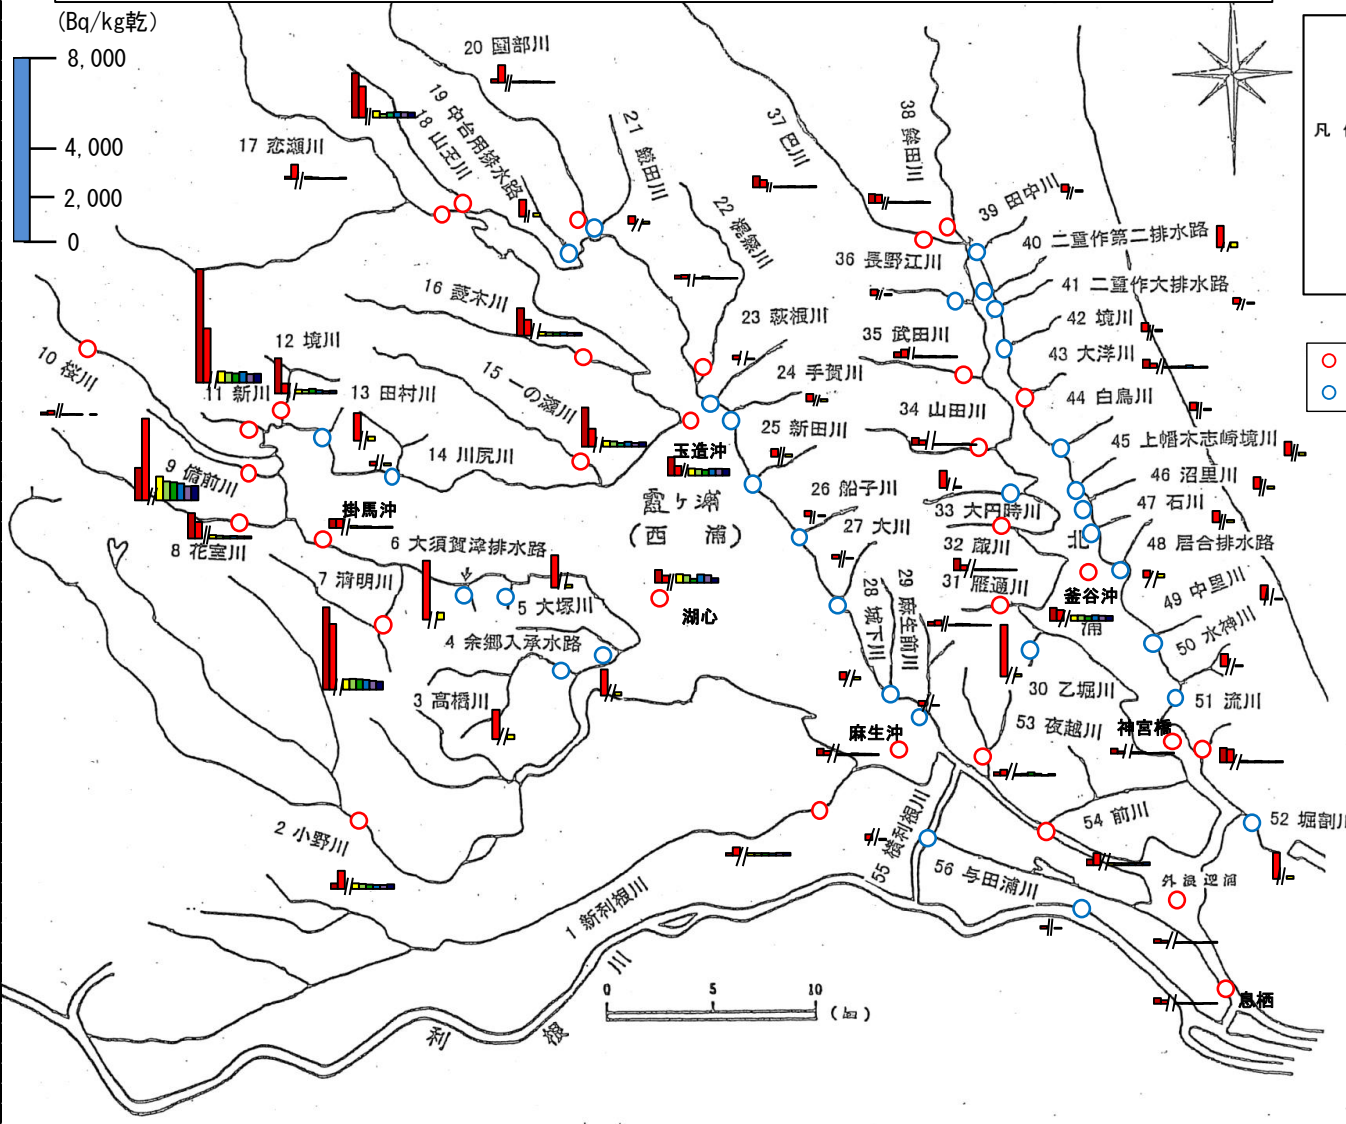 (Bq/kg乾)
8,000
4,000
2,000
0
凡
20 園部川
19 中台用排水路
18 山王川
17 恋瀬川
21 鏡田川
22 梶無川
37 巴川
38 鉾田川
39 田中川
40 二重作第二排水路
41 二重作大排水路
42 境川
43 大洋川
44 白鳥川
45 上幡木志崎境川
46 沼里川
47 石川
48 居合排水路
49 中里川
50 水神川
51 流川
52 堀割川
36 長野江川
35 武田川
34 山田川
33 大円時川
32 蔵川
31 雁通川
30 乙堀川
16 菱木川
15 一の瀬川
23 萩根川
24 手賀川
25 新田川
26 船子川
27 大川
28 城下川
29 麻生前川
12 境川
11 新川
13 田村川
14 川尻川
10 桜川
9 備前川
8 花室川
7 清明川
6 大須賀津排水路
5 大塚川
4 余郷入承水路
3 高橋川
2 小野川
1 新利根川
53 夜越川
54 前川
55 横利根川
56 与田浦川
玉造沖
霞ヶ浦
(西 浦)
掛馬沖
湖心
麻生沖
北
浦
釜谷沖
神宮橋
外浪逆浦
息栖
利
根
川
0 5 10